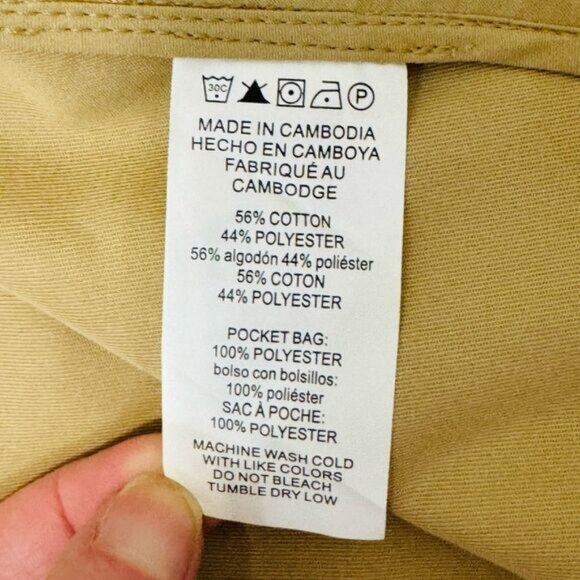 30C P
MADE IN CAMBODIA
HECHO EN CAMBOYA
FABRIQUÉ AU
CAMBODGE
56% COTTON
44% POLYESTER
56% algodón 44% poliéster
56% COTON
44% POLYESTER
POCKET BAG:
100% POLYESTER
bolso con bolsillos:
100% poliéster
SAC À POCHE:
100% POLYESTER
MACHINE WASH COLD
WITH LIKE COLORS
DO NOT BLEACH
TUMBLE DRY LOW